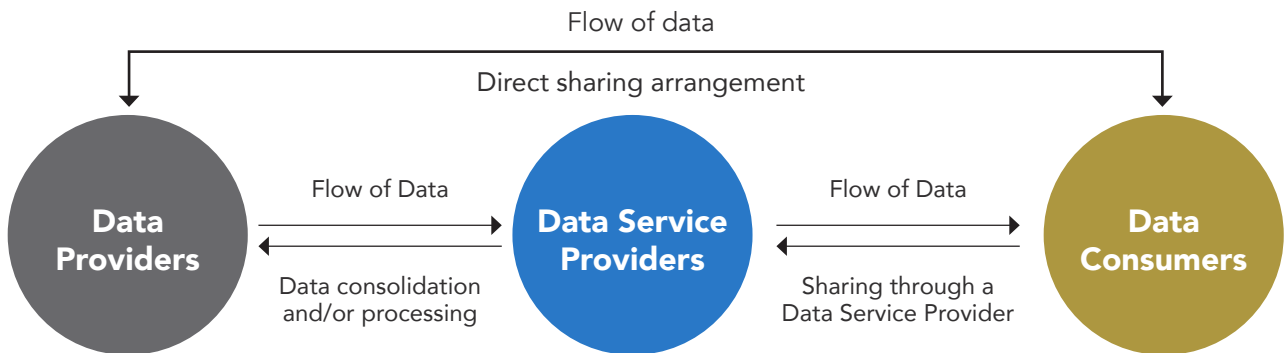 Flow of data
Direct sharing arrangement
Data
Providers
Flow of Data
Data consolidation
and/or processing
Data Service
Providers
Flow of Data
Sharing through a
Data Service Provider
Data
Consumers